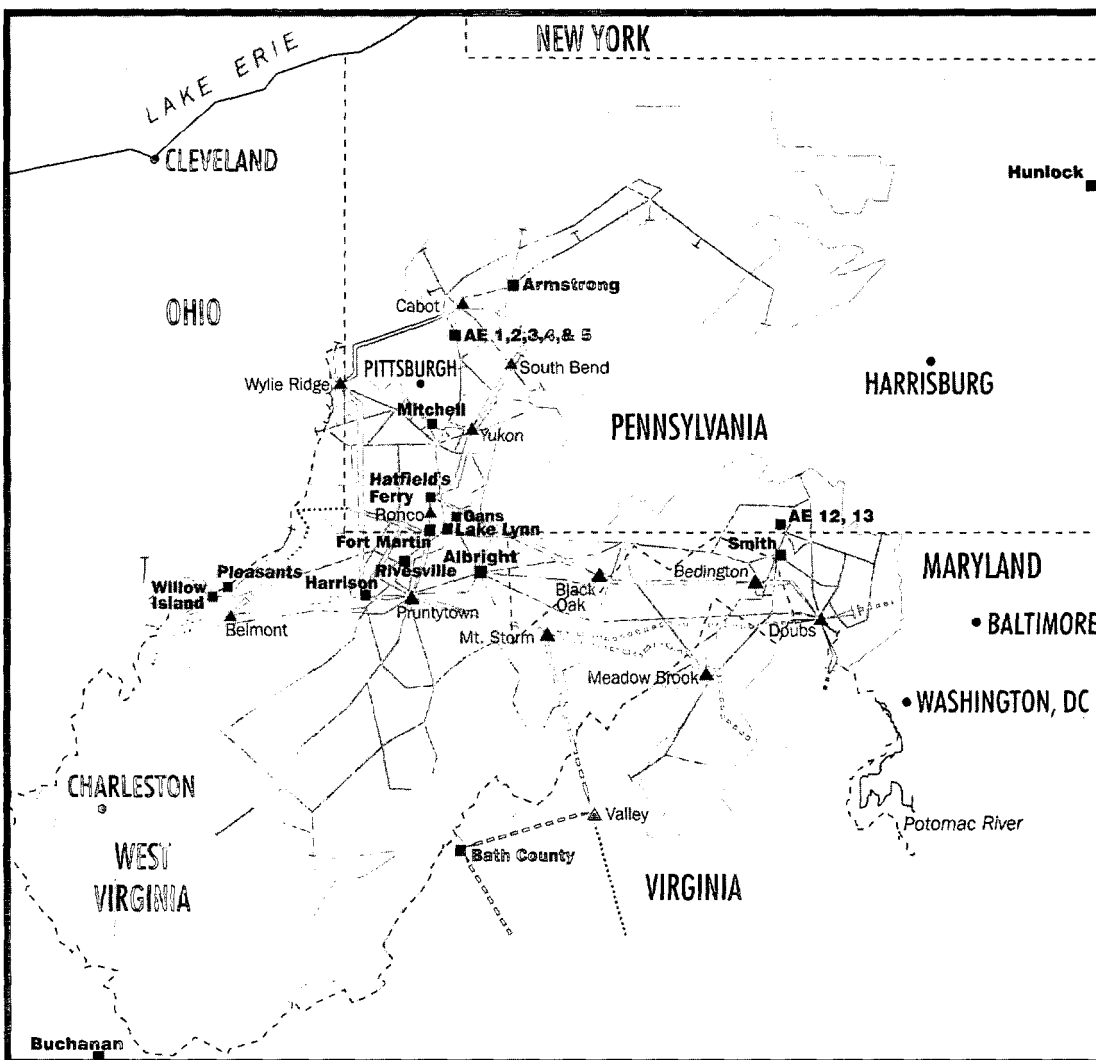 NEW YORK
LAKE ERIE
CLEVELAND
Hunlock
Armstrong
Cabot
OHIO
AE 1,2,3,4,& 5
PITTSBURGH
South Bend
HARRISBURG
Wylie Ridge
Mitchell
Yukon
PENNSYLVANIA
Hatfield's
Ferry
Ronco
Gans
Lake Lynn
AE 12, 13
Fort Martin
Albright
Smith
MARYLAND
Pleasants
Rivesville
Harrison
Willow
Island
Black
Oak
Bedington
Pruntytown
Belmont
Mt. Storm
Doubs
BALTIMORE
Meadow Brook
WASHINGTON, DC
CHARLESTON
Valley
Potomac River
WEST
VIRGINIA
Bath County
VIRGINIA
Buchanan